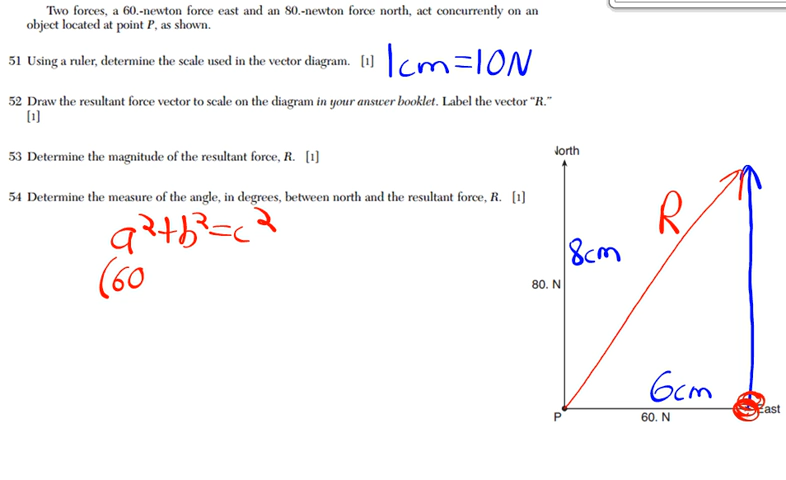 Two forces, a 60.-newton force east and an 80.-newton force north, act concurrently on an
object located at point P, as shown.
51 Using a ruler, determine the scale used in the vector diagram. [1]
1cm=10N
52 Draw the resultant force vector to scale on the diagram in your answer booklet. Label the vector “R.”
[1]
53 Determine the magnitude of the resultant force, R. [1]
54 Determine the measure of the angle, in degrees, between north and the resultant force, R. [1]
a²+b²=c²
(60
North
R
8cm
80. N
6cm
P
East
60. N